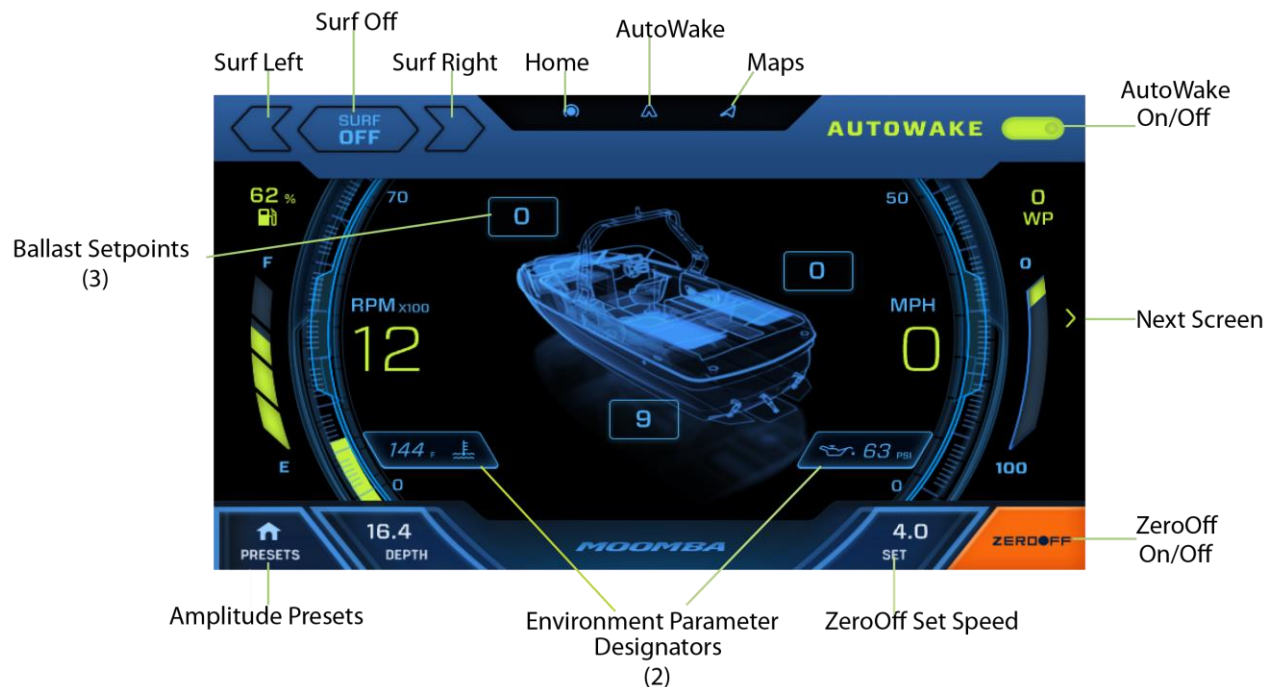 Surf Off
AutoWake
Surf Left
Surf Right
Home
Maps
AutoWake
On/Off
SURF
OFF
AUTOWAKE
62 %
70
0
50
0
WP
Ballast Setpoints
(3)
F
0
0
RPM X100
12
MPH
0
Next Screen
9
144 F
63 PSI
E
0
0
100
PRESETS
16.4
DEPTH
MOOMBA
4.0
SET
ZEROOFF
ZeroOff
On/Off
Amplitude Presets
Environment Parameter
Designators
(2)
ZeroOff Set Speed